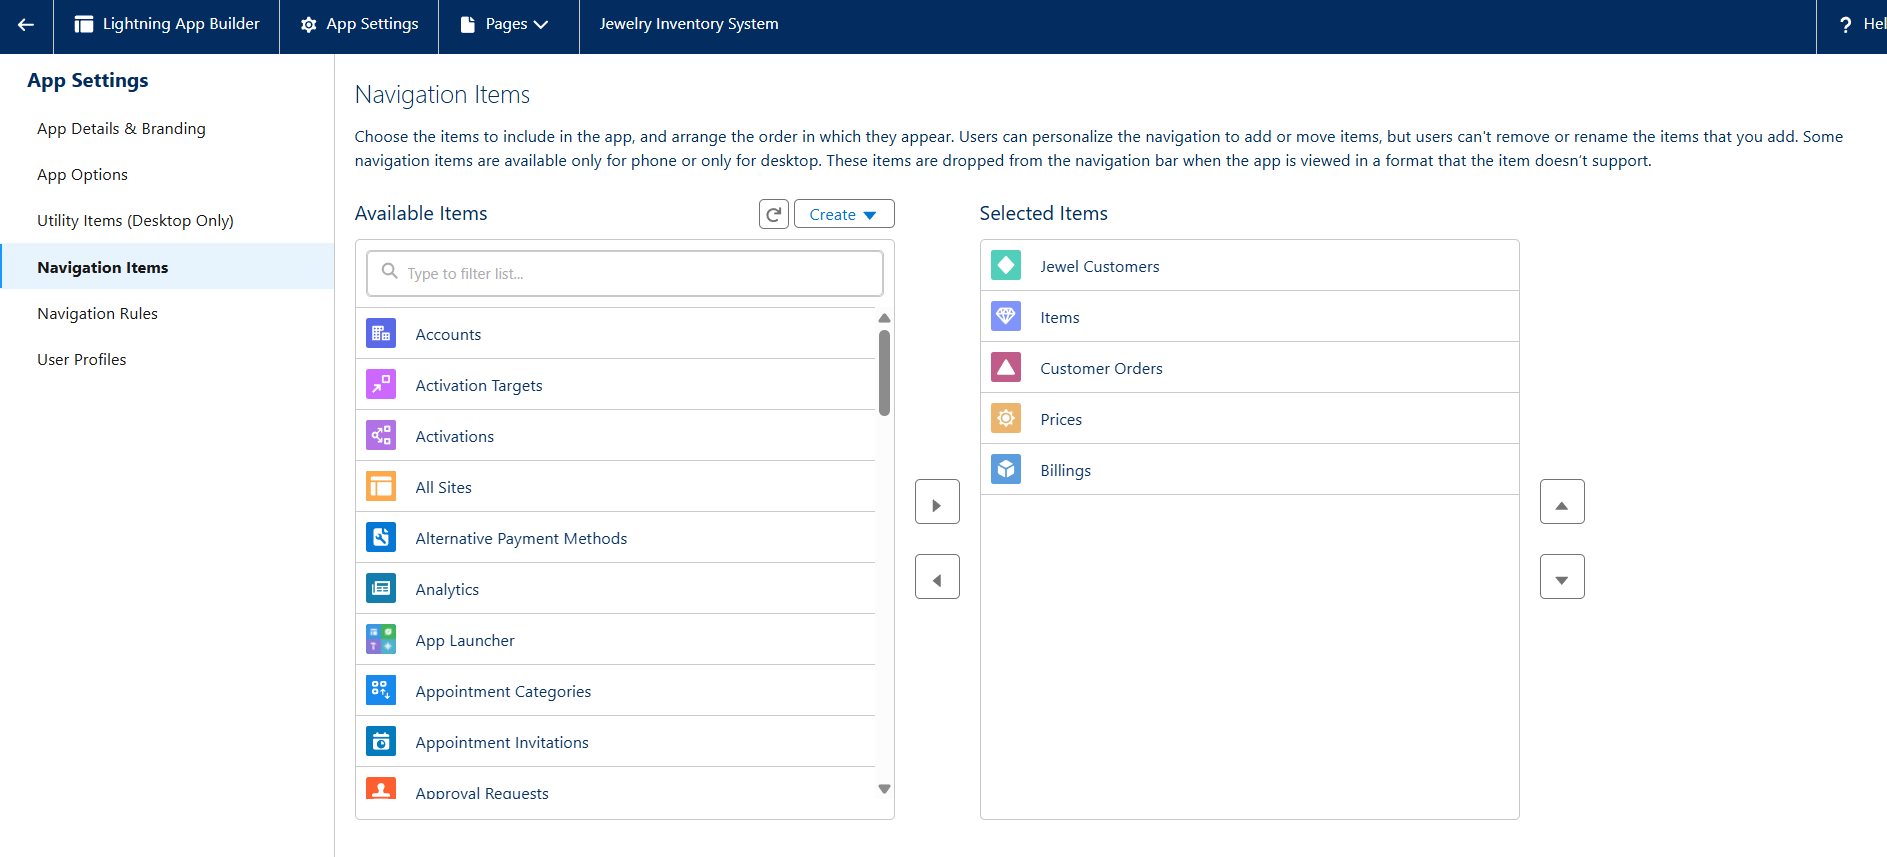 Lightning App Builder
App Settings
Pages
Jewelry Inventory System
? Hel
App Settings
App Details & Branding
App Options
Utility Items (Desktop Only)
Navigation Items
Navigation Rules
User Profiles
Navigation Items
Choose the items to include in the app, and arrange the order in which they appear. Users can personalize the navigation to add or move items, but users can't remove or rename the items that you add. Some
navigation items are available only for phone or only for desktop. These items are dropped from the navigation bar when the app is viewed in a format that the item doesn’t support.
Available Items
Create
Type to filter list...
Accounts
Activation Targets
Activations
All Sites
Alternative Payment Methods
Analytics
App Launcher
Appointment Categories
Appointment Invitations
Approval Requests
Selected Items
Jewel Customers
Items
Customer Orders
Prices
Billings